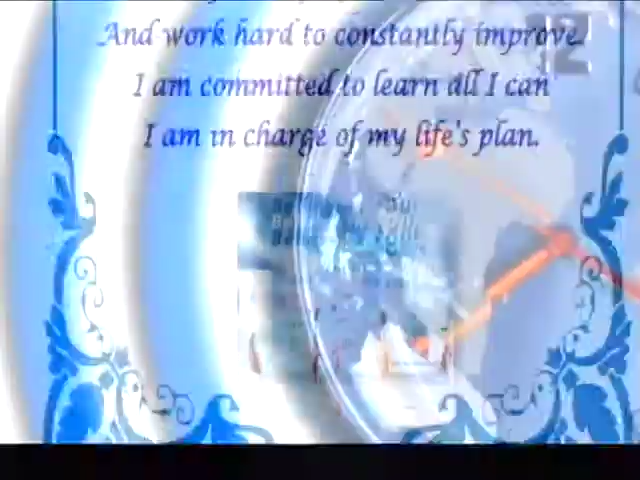 And work hard to constantly improve.
I am committed to learn all I can
I am in charge of my life's plan.